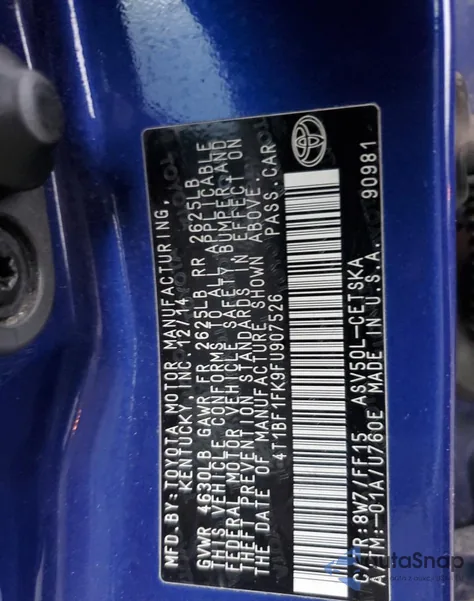 MFD. BY: TOYOTA MOTOR MANUFACTURING,
KENTUCKY, INC. 12/14
GVWR 4630LB GAWR FR 2625LB RR 2625LB
THIS VEHICLE CONFORMS TO ALL APPLICABLE
FEDERAL MOTOR VEHICLE SAFETY, BUMPER, AND
THEFT PREVENTION STANDARDS IN EFFECT ON
THE DATE OF MANUFACTURE SHOWN ABOVE.
4T1BF1FK9FU907526 PASS. CAR
C/TR: 8W7/FF15 ASV50L-CETSKA
A/TM: -01A/U760E MADE IN U.S.A. 90981
AutaSnap